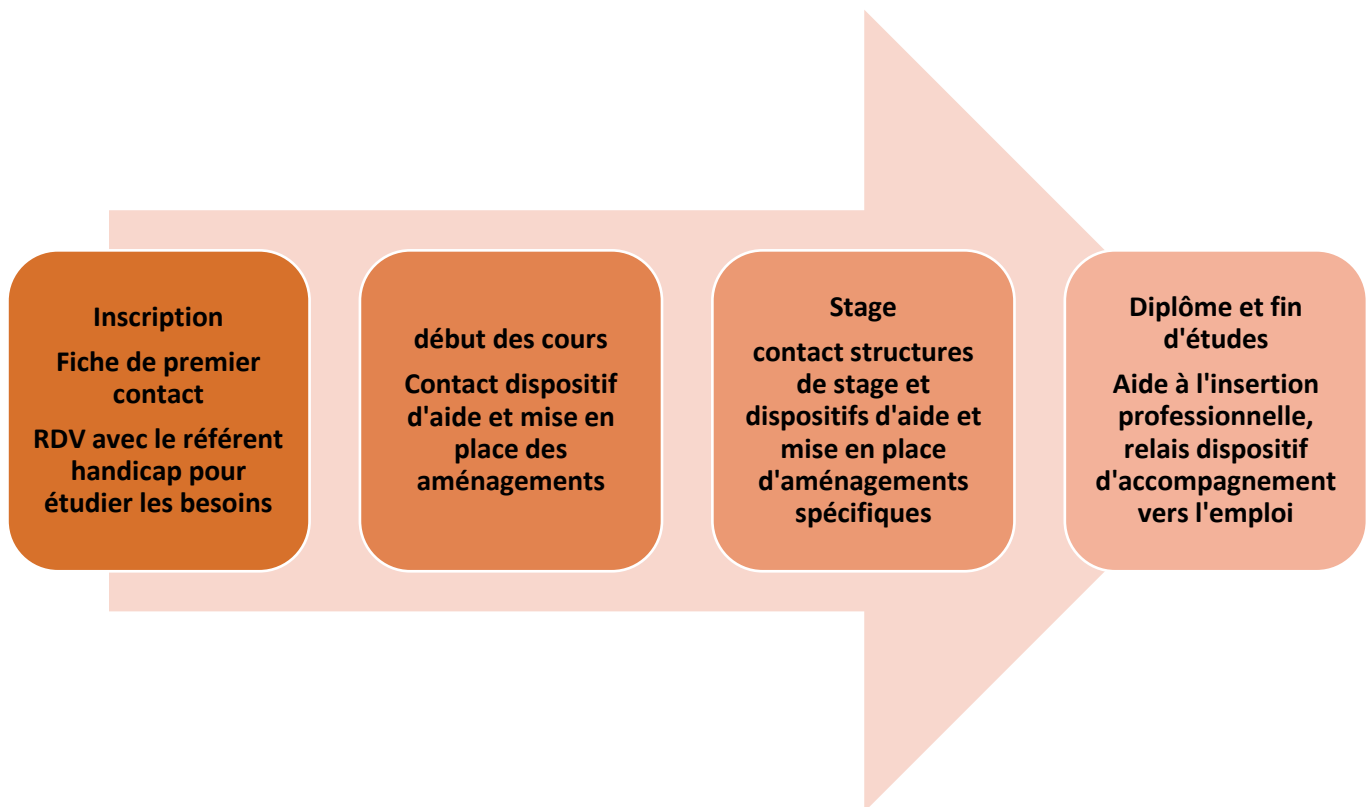 Inscription
Fiche de premier
contact
RDV avec le référent
handicap pour
étudier les besoins
début des cours
Contact dispositif
d'aide et mise en
place des
aménagements
Stage
contact structures
de stage et
dispositifs d'aide et
mise en place
d'aménagements
spécifiques
Diplôme et fin
d'études
Aide à l'insertion
professionnelle,
relais dispositif
d'accompagnement
vers l'emploi